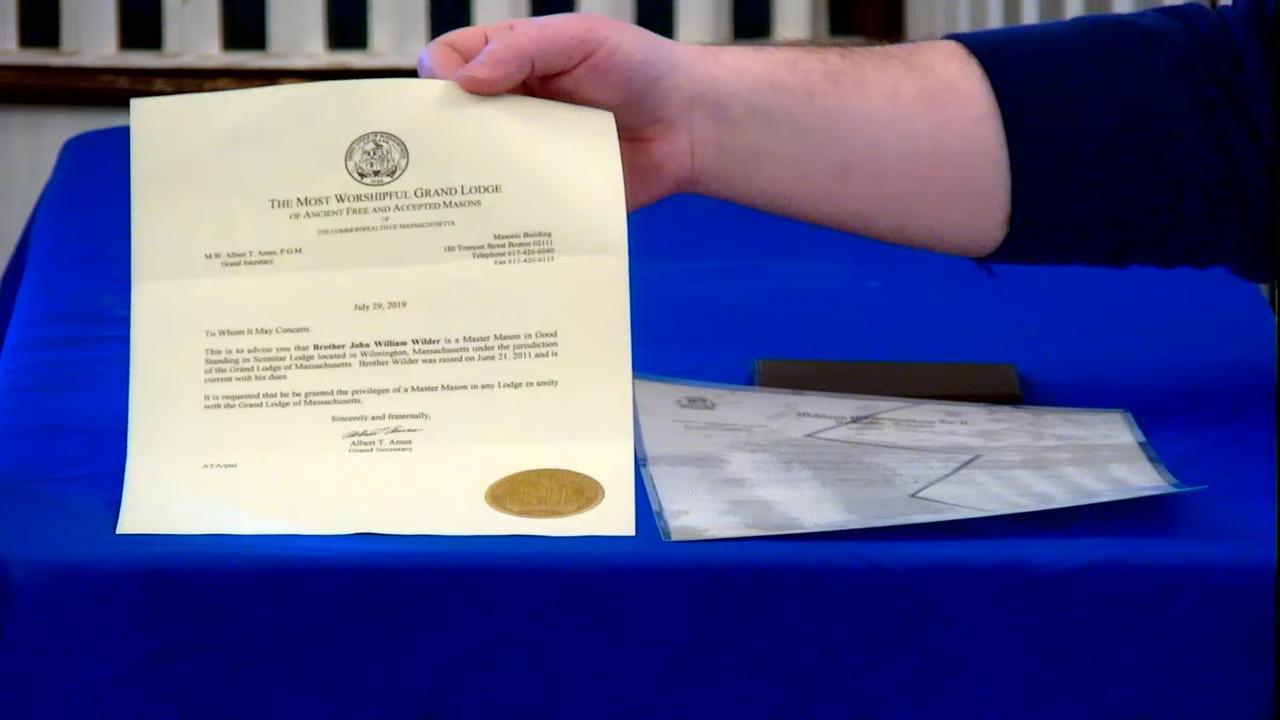 THE MOST WORSHIPFUL GRAND LODGE
OF ANCIENT FREE AND ACCEPTED MASONS
OF
THE COMMONWEALTH OF MASSACHUSETTS
M.W. Albert T. Ames, P.G.M.
Grand Secretary
Masonic Building
186 Tremont Street Boston 02111
Telephone 617-426-6040
Fax 617-426-6115
July 29, 2019
To Whom It May Concern:
This is to advise you that Brother John William Wilder is a Master Mason in Good
Standing in Scimitar Lodge located in Wilmington, Massachusetts under the jurisdiction
of the Grand Lodge of Massachusetts. Brother Wilder was raised on June 21, 2011 and is
current with his dues.
It is requested that he be granted the privileges of a Master Mason in any Lodge in amity
with the Grand Lodge of Massachusetts.
Sincerely and fraternally,
Albert T. Ames
Grand Secretary